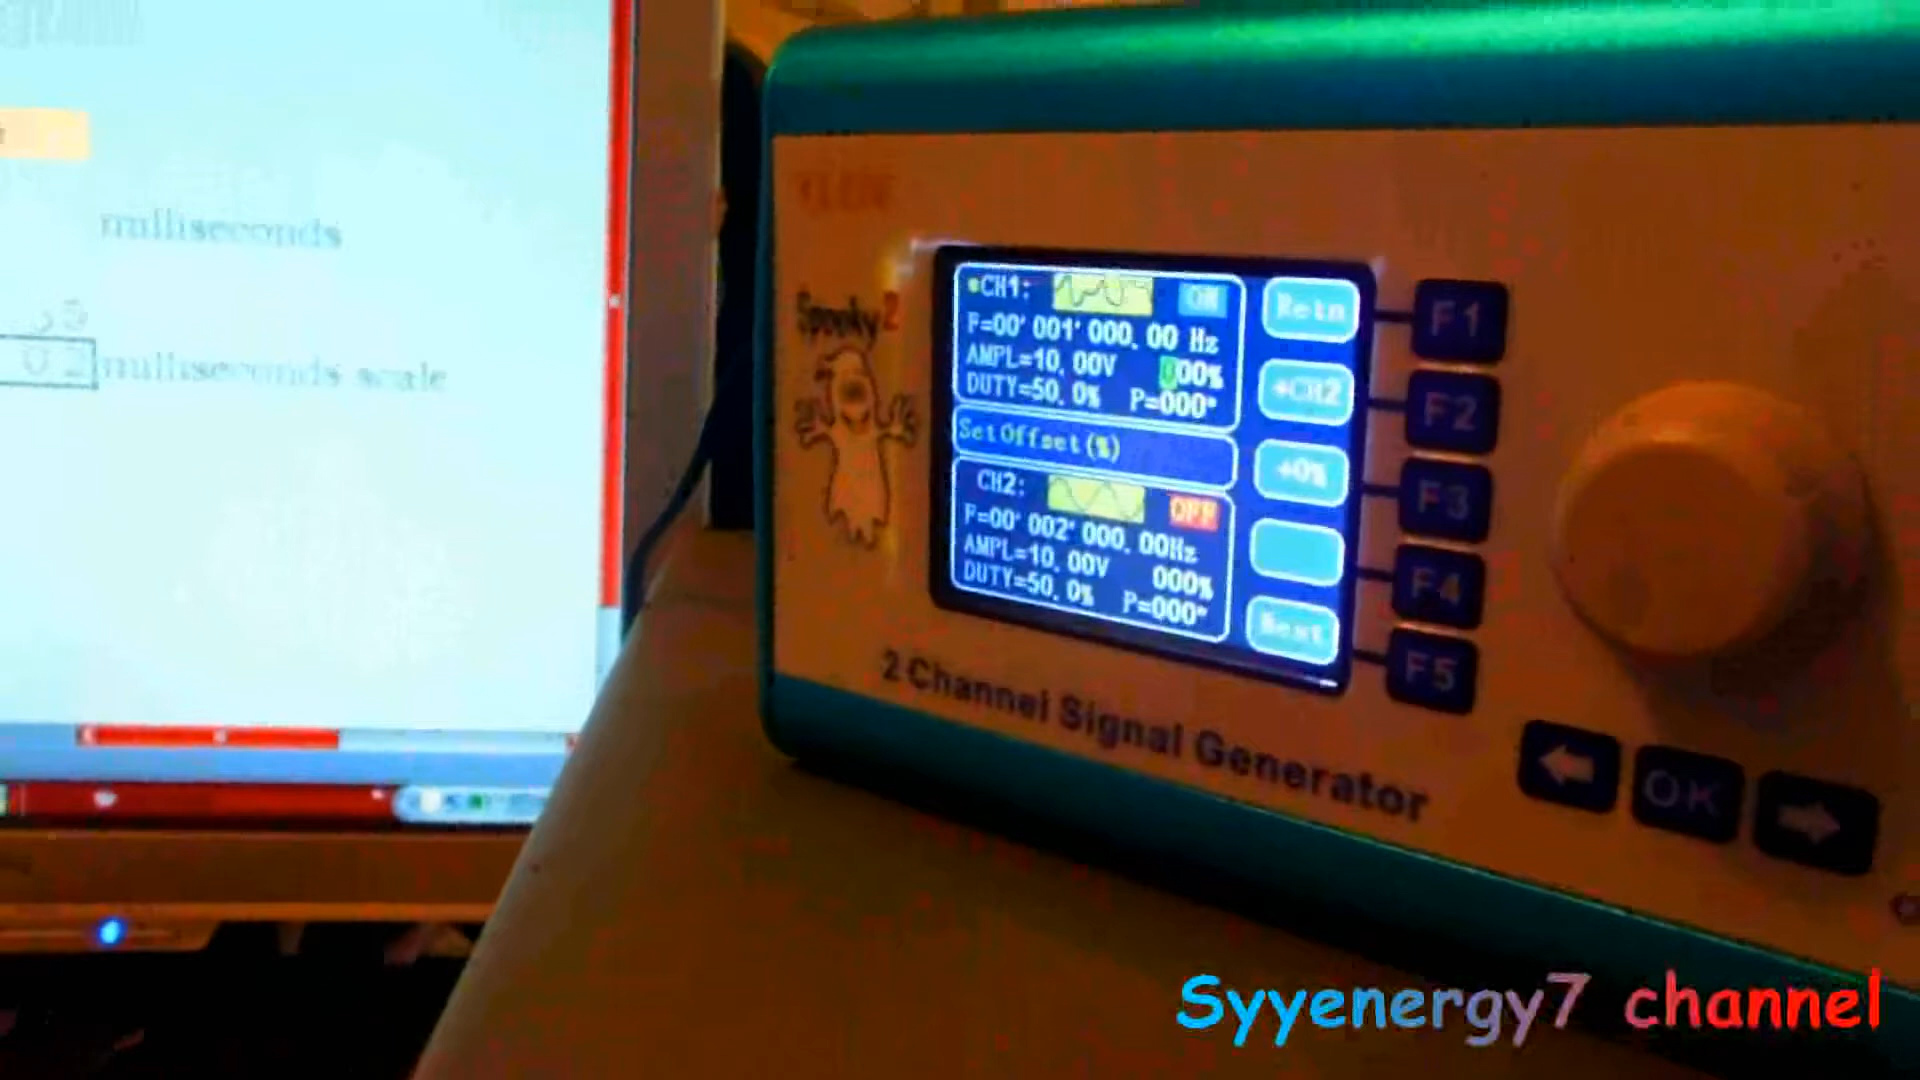 milliseconds
0 2 milliseconds scale
Spooky2
CH1: ON
F=00' 001' 000. 00 Hz
AMPL=10. 00V 000%
DUTY=50. 0% P=000°
Set Offset (%)
CH2: OFF
F=00' 002' 000. 00Hz
AMPL=10. 00V 000%
DUTY=50. 0% P=000°
Retn
→CH2
→0%
Next
F1
F2
F3
F4
F5
OK
2 Channel Signal Generator
Syyenergy7 channel